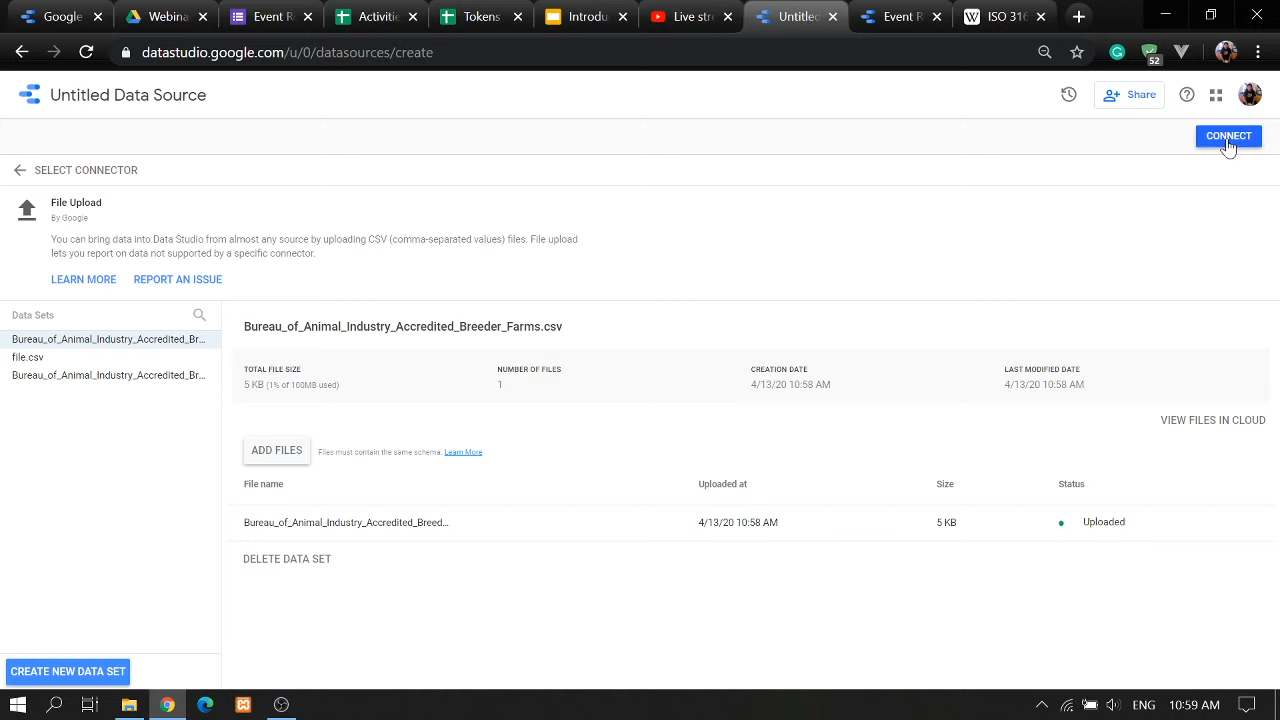 Google
Webina
Event
Activitie
Tokens
Introdu
Live stre
Untitled
Event R
W
ISO 316
datastudio.google.com/u/0/datasources/create
52
Untitled Data Source
Share
CONNECT
SELECT CONNECTOR
File Upload
By Google
You can bring data into Data Studio from almost any source by uploading CSV (comma-separated values) files. File upload
lets you report on data not supported by a specific connector.
LEARN MORE
REPORT AN ISSUE
Data Sets
Bureau_of_Animal_Industry_Accredited_Br...
file.csv
Bureau_of_Animal_Industry_Accredited_Br...
Bureau_of_Animal_Industry_Accredited_Breeder_Farms.csv
TOTAL FILE SIZE
NUMBER OF FILES
CREATION DATE
LAST MODIFIED DATE
5 KB (1% of 100MB used)
1
4/13/20 10:58 AM
4/13/20 10:58 AM
VIEW FILES IN CLOUD
ADD FILES
Files must contain the same schema. Learn More
File name
Uploaded at
Size
Status
Bureau_of_Animal_Industry_Accredited_Breed...
4/13/20 10:58 AM
5 KB
Uploaded
DELETE DATA SET
CREATE NEW DATA SET
ENG
10:59 AM